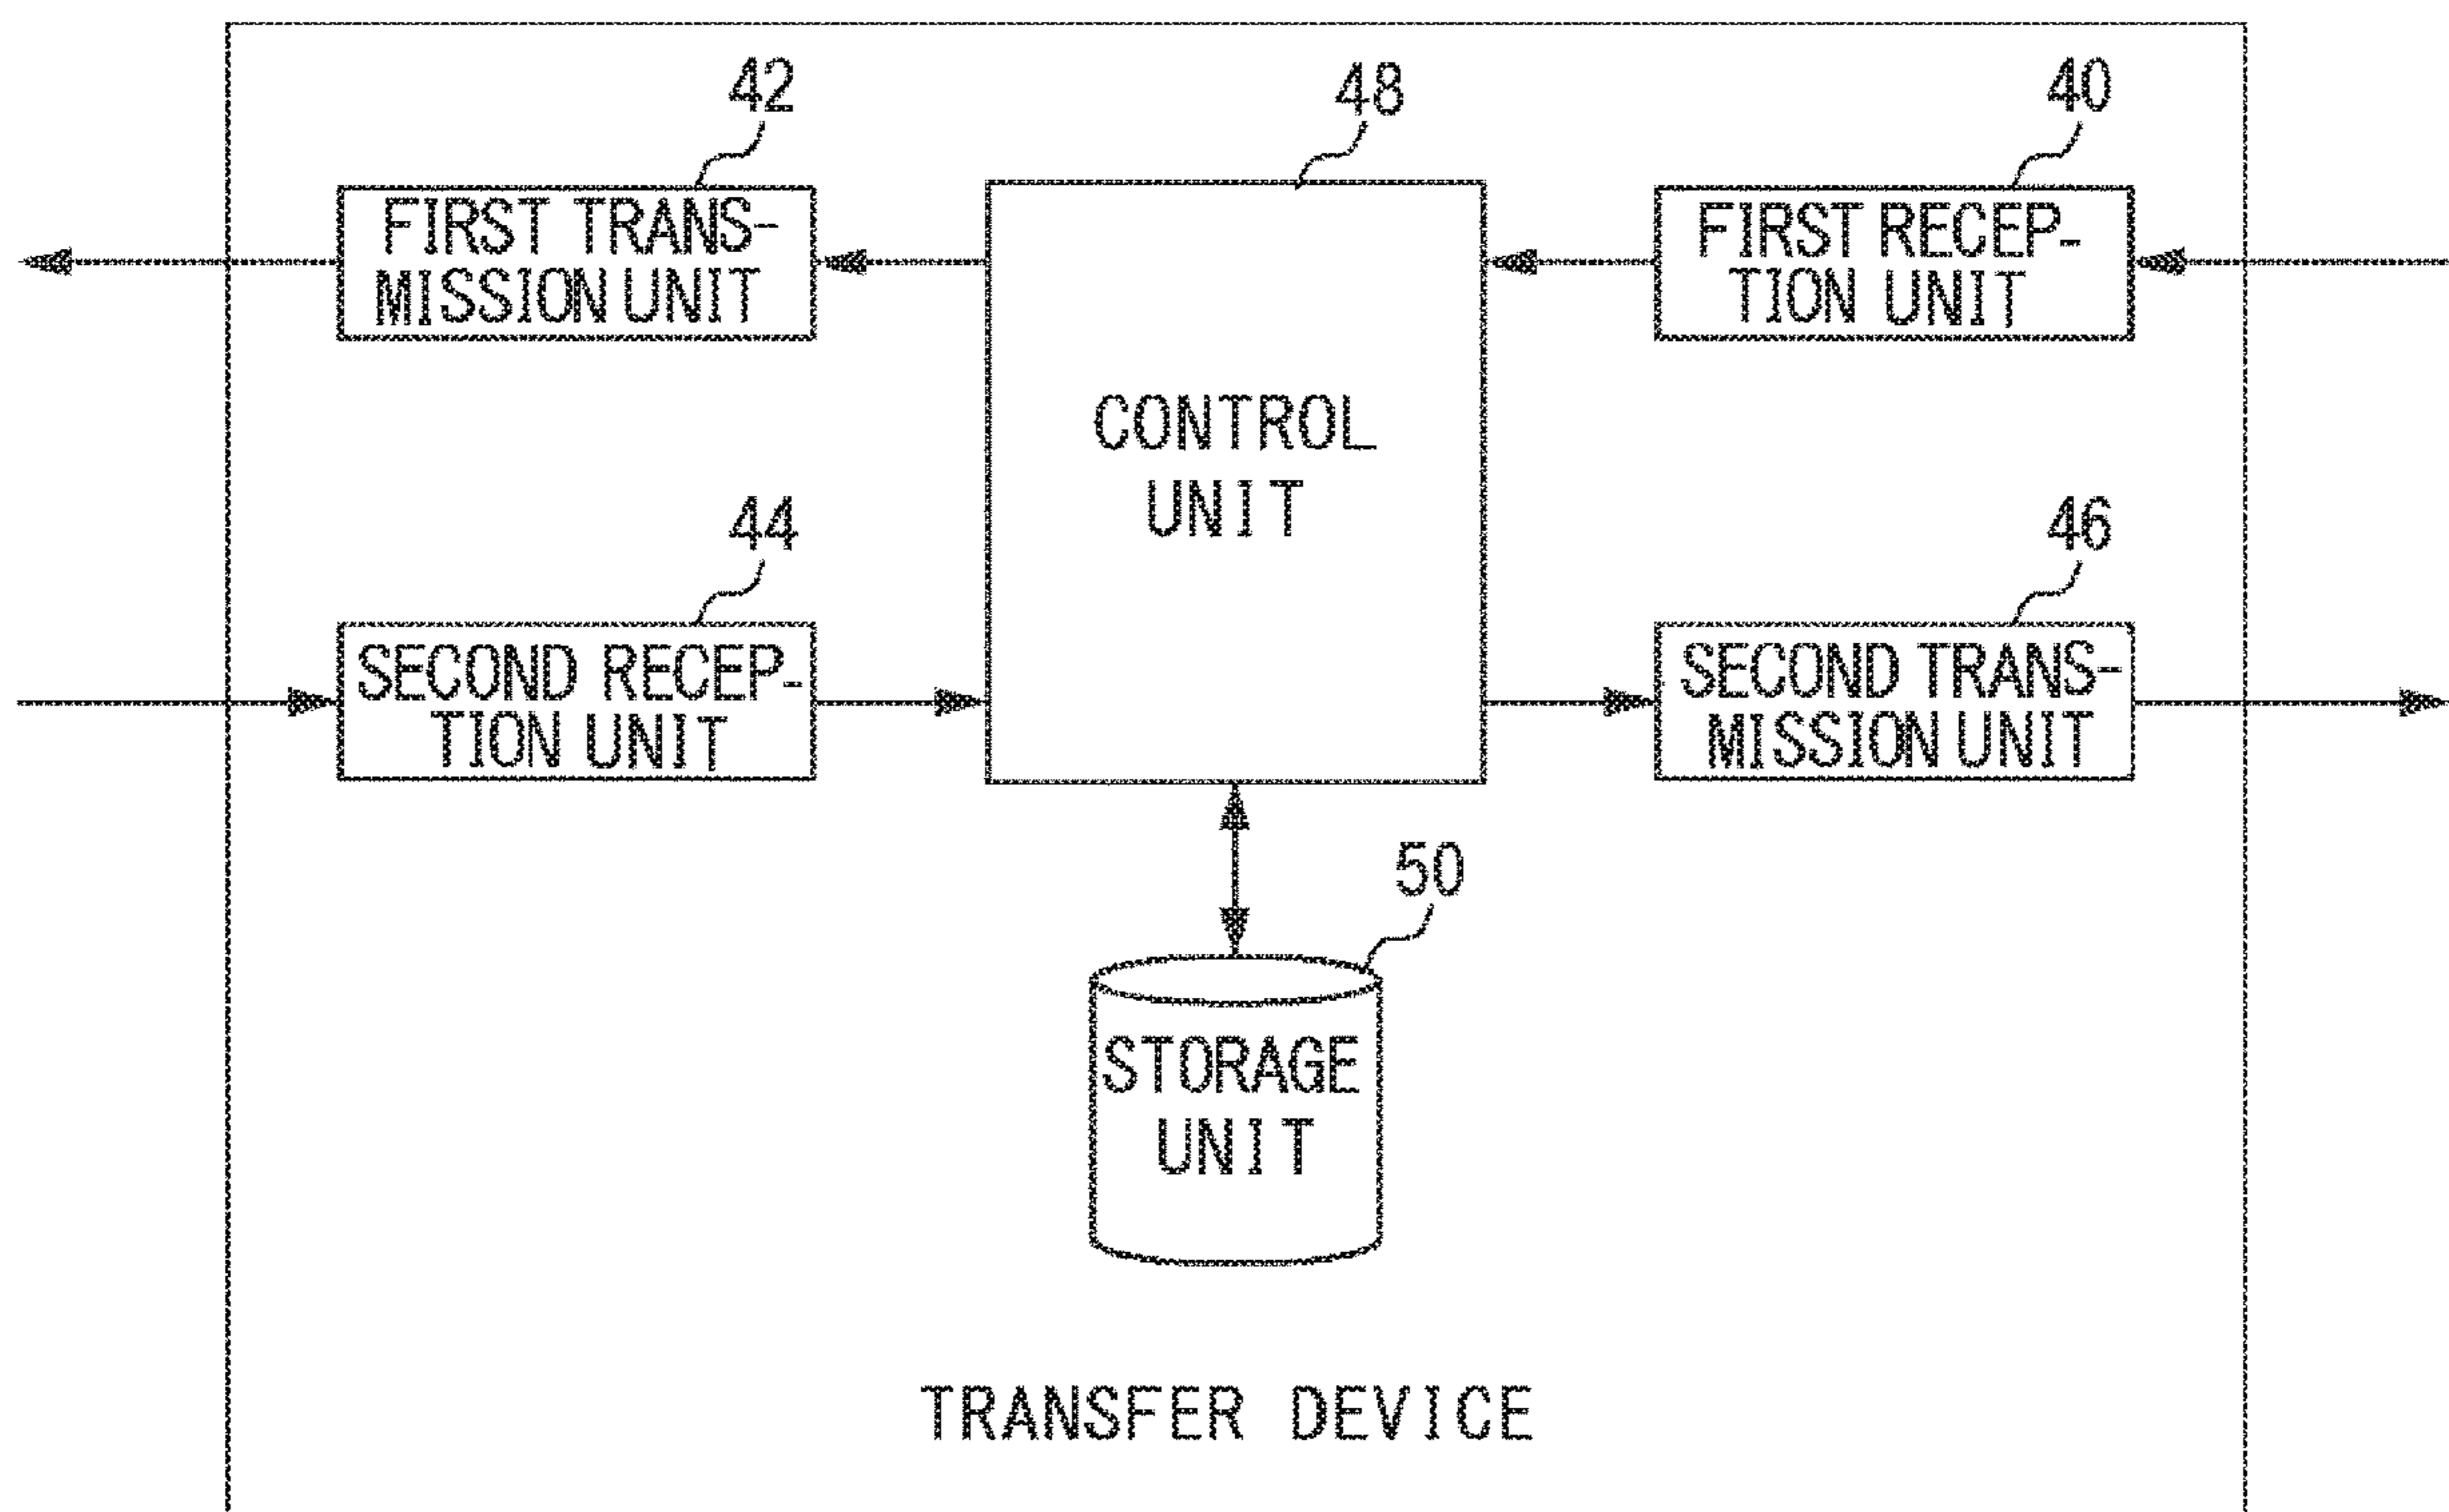 42
48
40
FIRST TRANS-
MISSION UNIT
FIRST RECEP-
TION UNIT
CONTROL
UNIT
44
46
SECOND RECEP-
TION UNIT
SECOND TRANS-
MISSION UNIT
50
STORAGE
UNIT
TRANSFER DEVICE